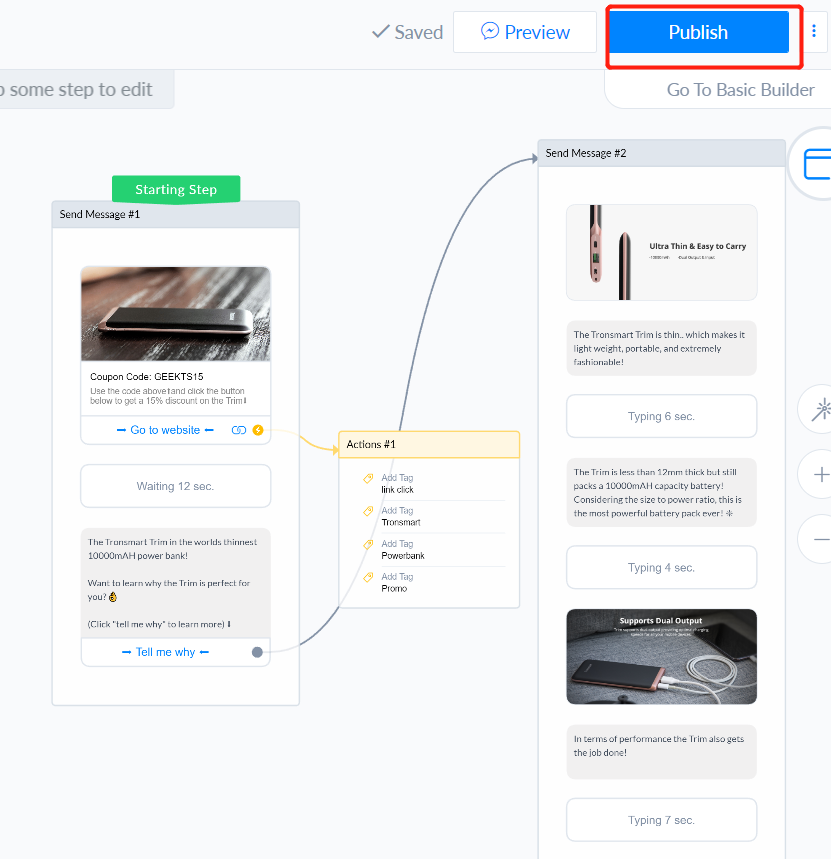 Saved
Preview
Publish
some step to edit
Go To Basic Builder
Starting Step
Send Message #1
Coupon Code: GEEKTS15
Use the code above⬆and click the button
below to get a 15% discount on the Trim⬇
➡ Go to website ⬅
Waiting 12 sec.
The Tronsmart Trim in the worlds thinnest
10000mAH power bank!
Want to learn why the Trim is perfect for
you? 👌
(Click "tell me why" to learn more) ⬇
➡ Tell me why ⬅
Actions #1
Add Tag
link click
Add Tag
Tronsmart
Add Tag
Powerbank
Add Tag
Promo
Send Message #2
Ultra Thin & Easy to Carry
-10000mAh -Dual Output &Input
The Tronsmart Trim is thin.. which makes it
light weight, portable, and extremely
fashionable!
Typing 6 sec.
The Trim is less than 12mm thick but still
packs a 10000mAH capacity battery!
Considering the size to power ratio, this is
the most powerful battery pack ever! ❇
Typing 4 sec.
Supports Dual Output
Trim supports dual output
In terms of performance the Trim also gets
the job done!
Typing 7 sec.